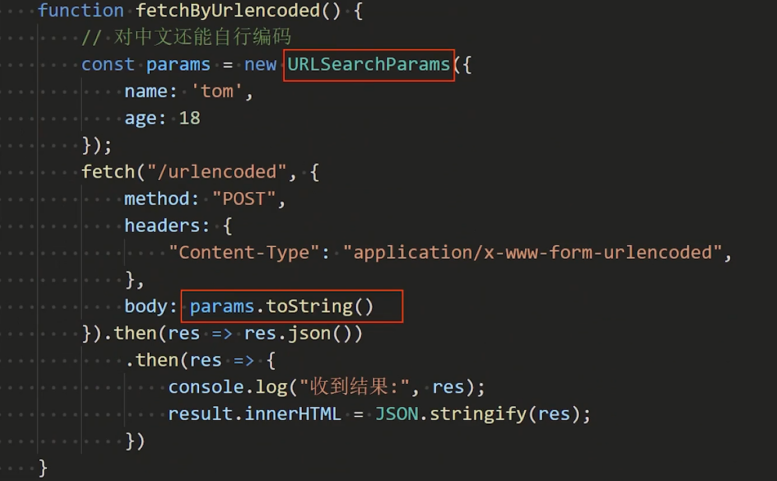 function fetchByUrlencoded() {
// 对中文还能自行编码
const params = new URLSearchParams({
name: 'tom',
age: 18
});
fetch("/urlencoded", {
method: "POST",
headers: {
"Content-Type": "application/x-www-form-urlencoded",
},
body: params.toString()
}).then(res => res.json())
.then(res => {
console.log("收到结果:", res);
result.innerHTML = JSON.stringify(res);
})
}